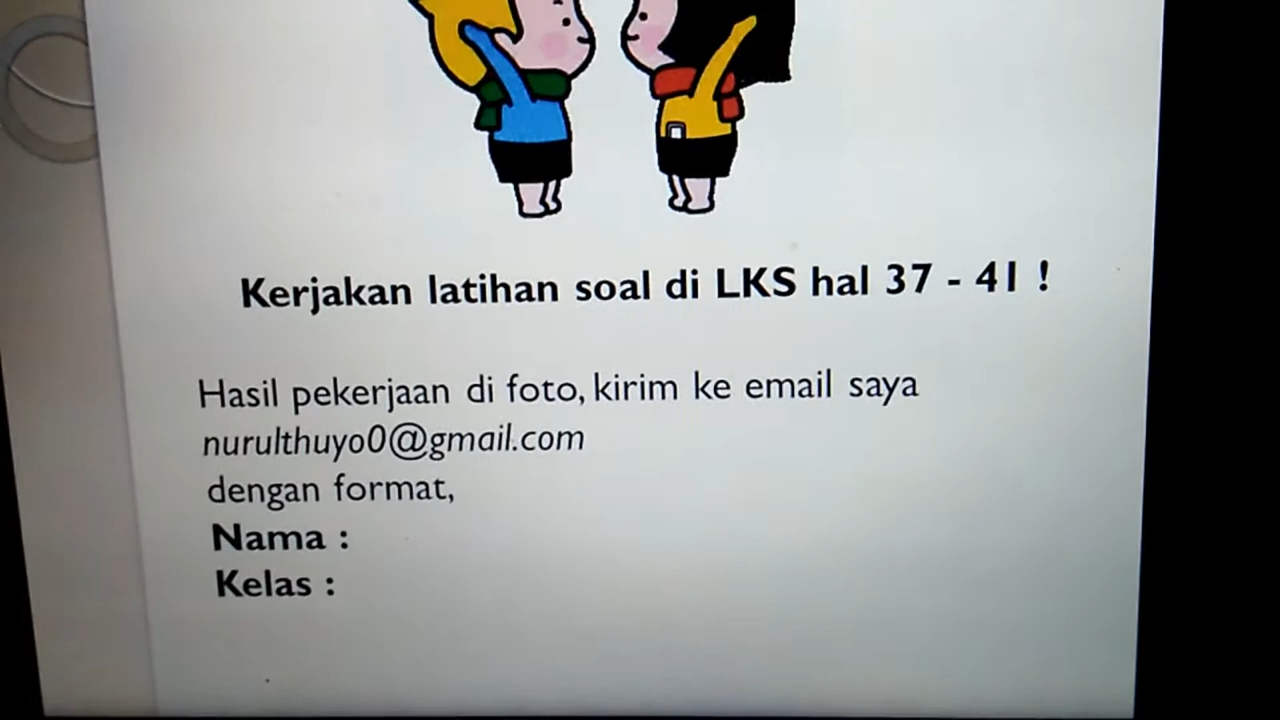 Kerjakan latihan soal di LKS hal 37 - 41 !
Hasil pekerjaan di foto, kirim ke email saya
nurulthuyo0@gmail.com
dengan format,
Nama :
Kelas :